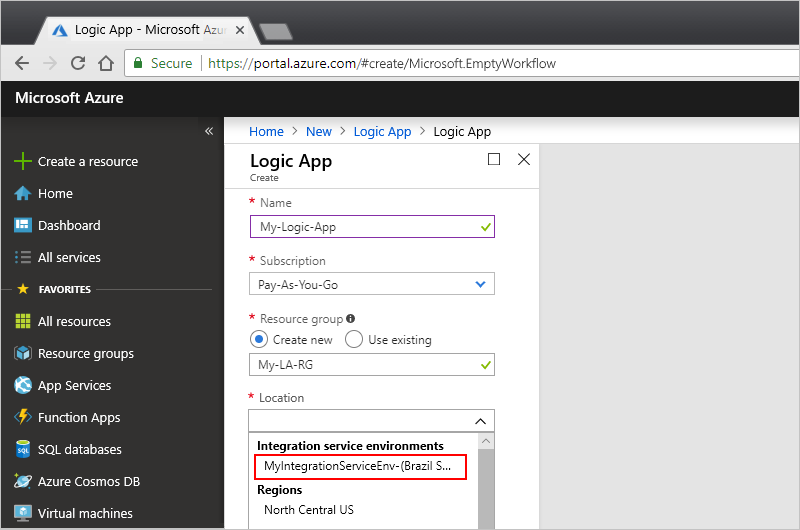 Logic App - Microsoft Azure
Secure https://portal.azure.com/#create/Microsoft.EmptyWorkflow
Microsoft Azure
Home > New > Logic App > Logic App
Create a resource
Home
Dashboard
All services
FAVORITES
All resources
Resource groups
App Services
Function Apps
SQL databases
Azure Cosmos DB
Virtual machines
Logic App
Create
* Name
My-Logic-App
* Subscription
Pay-As-You-Go
* Resource group
Create new Use existing
My-LA-RG
* Location
Integration service environments
MyIntegrationServiceEnv-(Brazil S...
Regions
North Central US